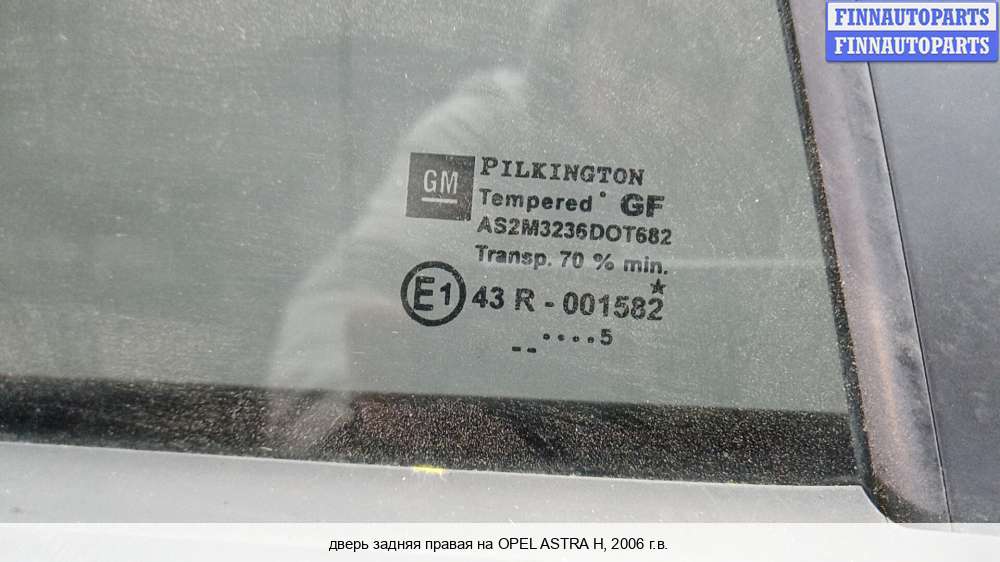 FINNAUTOPARTS
FINNAUTOPARTS
GM
PILKINGTON
Tempered GF
AS2M3236DOT682
Transp. 70 % min.
E1 43 R - 001582
5
дверь задняя правая на OPEL ASTRA H, 2006 г.в.